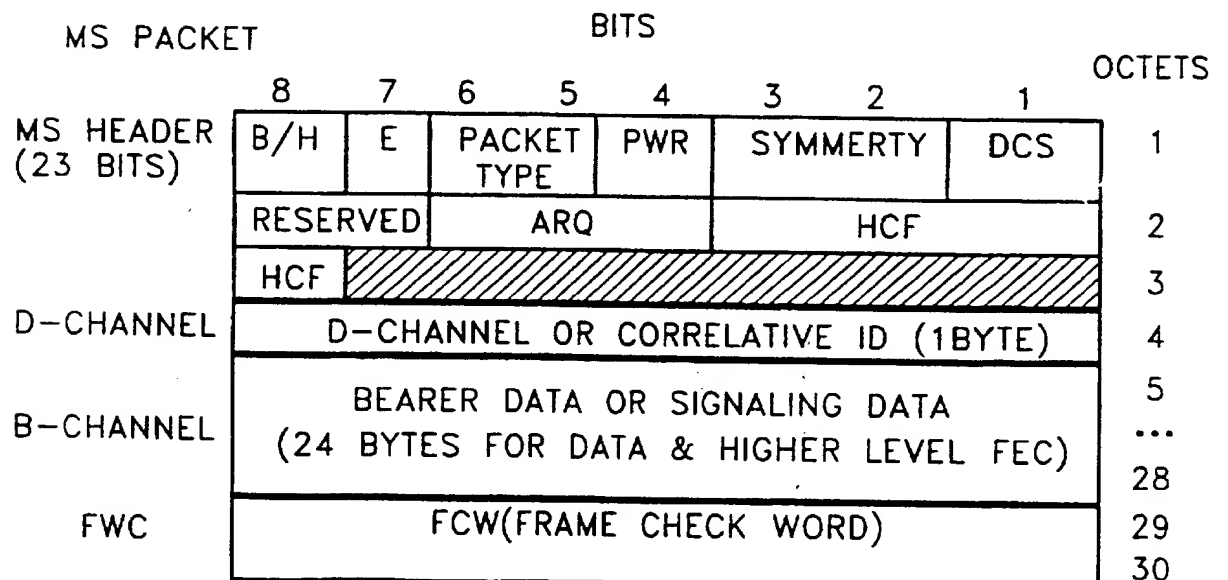 MS PACKET BITS OCTETS
8 7 6 5 4 3 2 1
MS HEADER B/H E PACKET PWR SYMMERTY DCS 1
(23 BITS) TYPE
RESERVED ARQ HCF 2
HCF 3
D-CHANNEL D-CHANNEL OR CORRELATIVE ID (1BYTE) 4
BEARER DATA OR SIGNALING DATA 5
B-CHANNEL (24 BYTES FOR DATA & HIGHER LEVEL FEC) ...
28
FWC FCW(FRAME CHECK WORD) 29
30